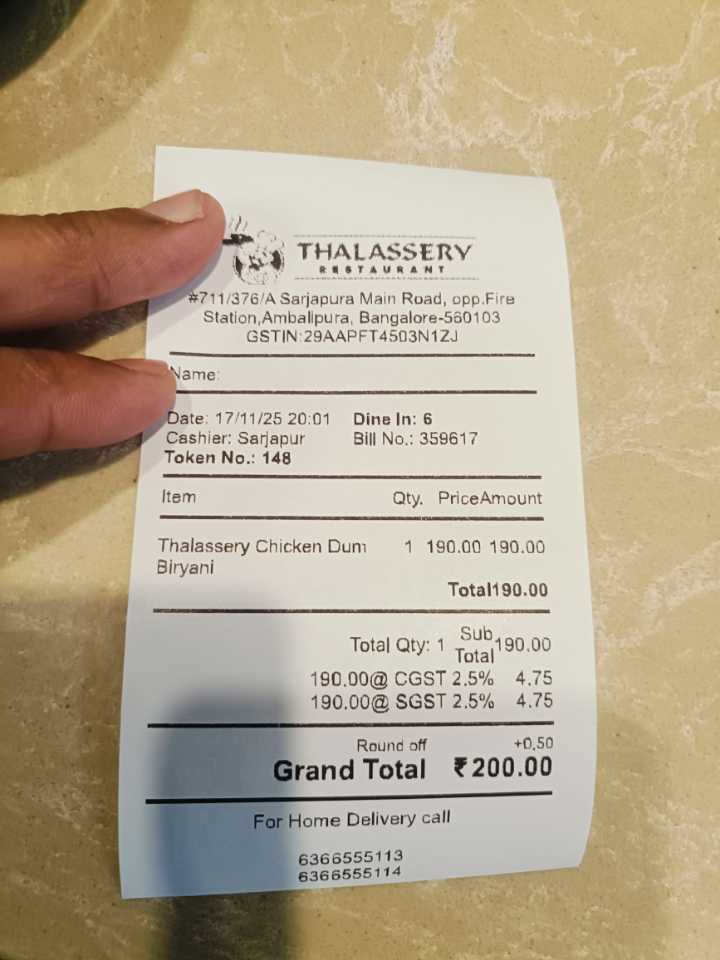 THALASSERY
RESTAURANT
#711/376/A Sarjapura Main Road, opp.Fire
Station,Ambalipura, Bangalore-560103
GSTIN:29AAPFT4503N1ZJ
Name:
Date: 17/11/25 20:01 Dine In: 6
Cashier: Sarjapur Bill No.: 359617
Token No.: 148
Item Qty. PriceAmount
Thalassery Chicken Dum 1 190.00 190.00
Biryani
Total190.00
Total Qty: 1 Sub Total 190.00
190.00@ CGST 2.5% 4.75
190.00@ SGST 2.5% 4.75
Round off +0.50
Grand Total ₹200.00
For Home Delivery call
6366555113
6366555114